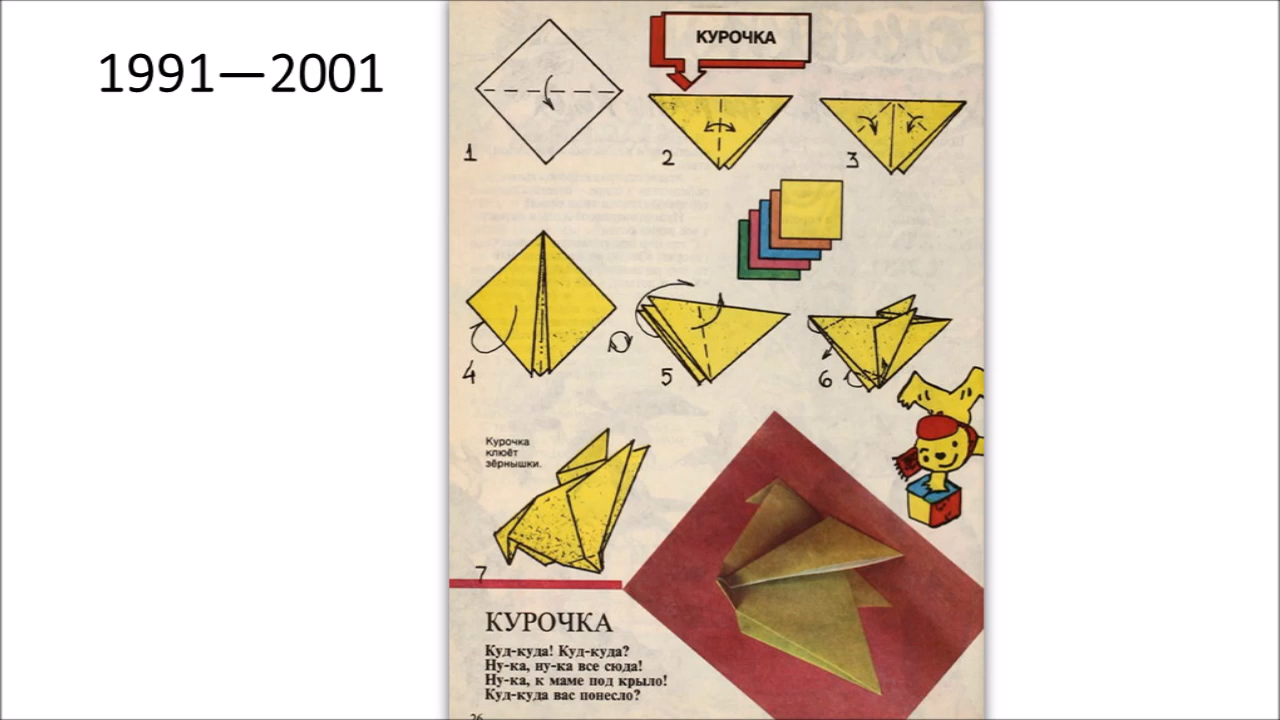 1991—2001
КУРОЧКА
1
2
3
4
5
6
Курочка
клюёт
зёрнышки.
7
КУРОЧКА
Куд-куда! Куд-куда?
Ну-ка, ну-ка все сюда!
Ну-ка, к маме под крыло!
Куд-куда вас понесло?
26